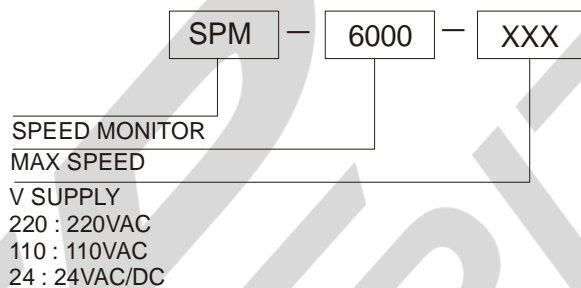 SPM — 6000 — XXX
SPEED MONITOR
MAX SPEED
V SUPPLY
220 : 220VAC
110 : 110VAC
24 : 24VAC/DC